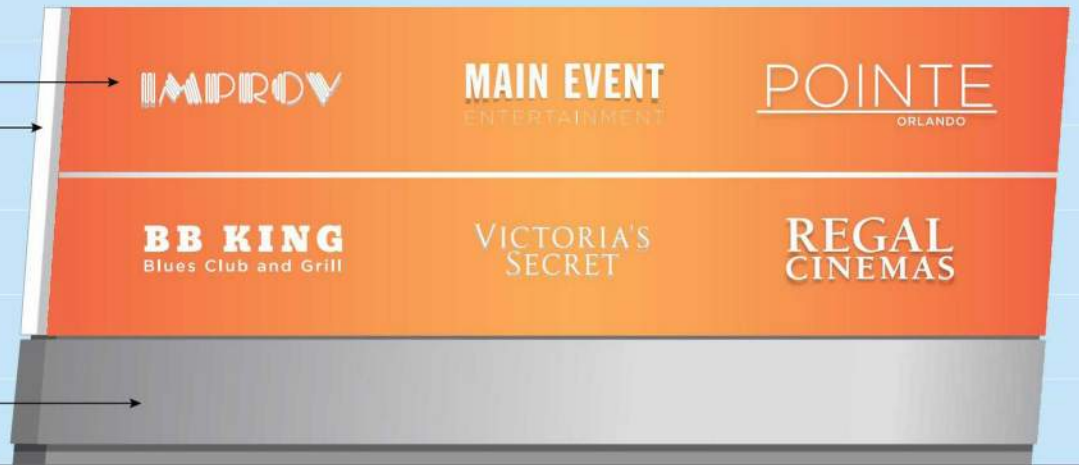 IMPROV
MAIN EVENT
ENTERTAINMENT
POINTE
ORLANDO
BB KING
Blues Club and Grill
VICTORIA'S
SECRET
REGAL
CINEMAS